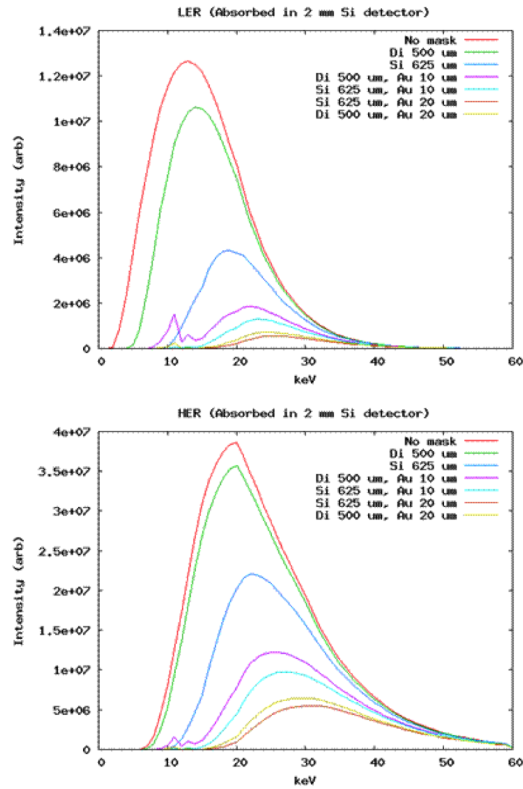 LER (Absorbed in 2 mm Si detector)
1.4e+07
1.2e+07
1e+07
8e+06
6e+06
4e+06
2e+06
0
Intensity (arb)
No mask
Di 500 um
Si 625 um
Di 500 um, Au 10 um
Si 625 um, Au 10 um
Si 625 um, Au 20 um
Di 500 um, Au 20 um
0 10 20 30 40 50 60
keV
HER (Absorbed in 2 mm Si detector)
4e+07
3.5e+07
3e+07
2.5e+07
2e+07
1.5e+07
1e+07
5e+06
0
Intensity (arb)
No mask
Di 500 um
Si 625 um
Di 500 um, Au 10 um
Si 625 um, Au 10 um
Si 625 um, Au 20 um
Di 500 um, Au 20 um
0 10 20 30 40 50 60
keV